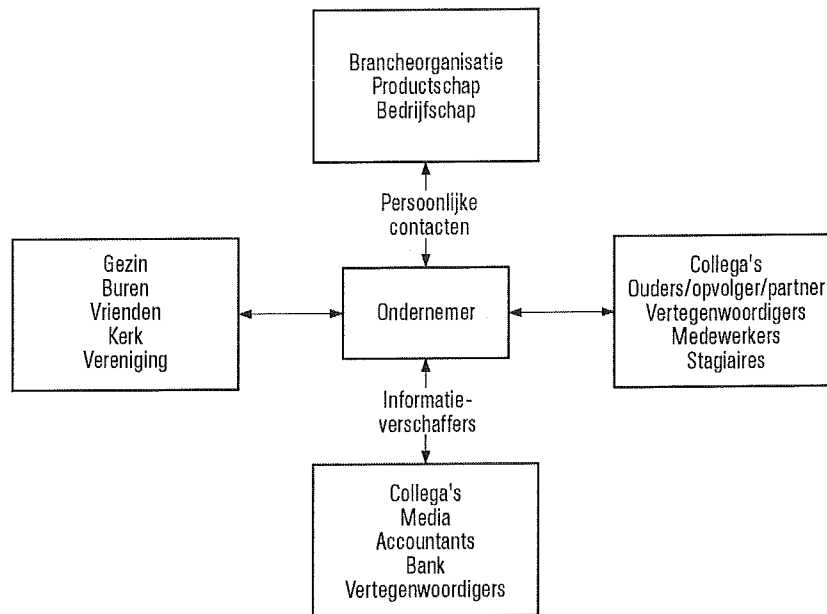 Brancheorganisatie
Productschap
Bedrijfschap
Persoonlijke
contacten
Gezin
Buren
Vrienden
Kerk
Vereniging
Ondernemer
Collega's
Ouders/opvolger/partner
Vertegenwoordigers
Medewerkers
Stagiaires
Informatie-
verschaffers
Collega's
Media
Accountants
Bank
Vertegenwoordigers